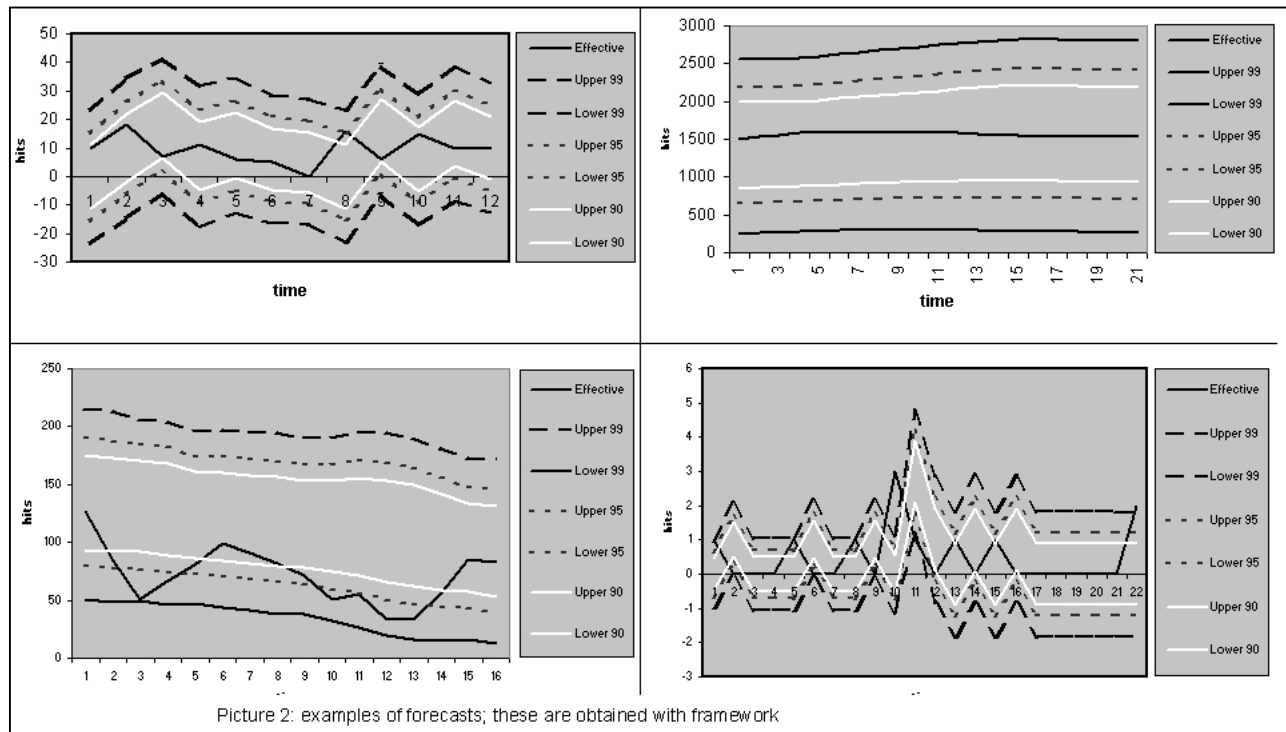 50
40
30
20
10
0
-10
-20
-30
hits
1 2 3 4 5 6 7 8 9 10 11 12
time
Effective
Upper 99
Lower 99
Upper 95
Lower 95
Upper 90
Lower 90
3000
2500
2000
1500
1000
500
0
hits
1 3 5 7 9 11 13 15 17 19 21
time
Effective
Upper 99
Lower 99
Upper 95
Lower 95
Upper 90
Lower 90
250
200
150
100
50
0
hits
1 2 3 4 5 6 7 8 9 10 11 12 13 14 15 16
Effective
Upper 99
Lower 99
Upper 95
Lower 95
Upper 90
Lower 90
6
5
4
3
2
1
0
-1
-2
-3
hits
1 2 3 4 5 6 7 8 9 10 11 12 13 14 15 16 17 18 19 20 21 22
Effective
Upper 99
Lower 99
Upper 95
Lower 95
Upper 90
Lower 90
Picture 2: examples of forecasts; these are obtained with framework